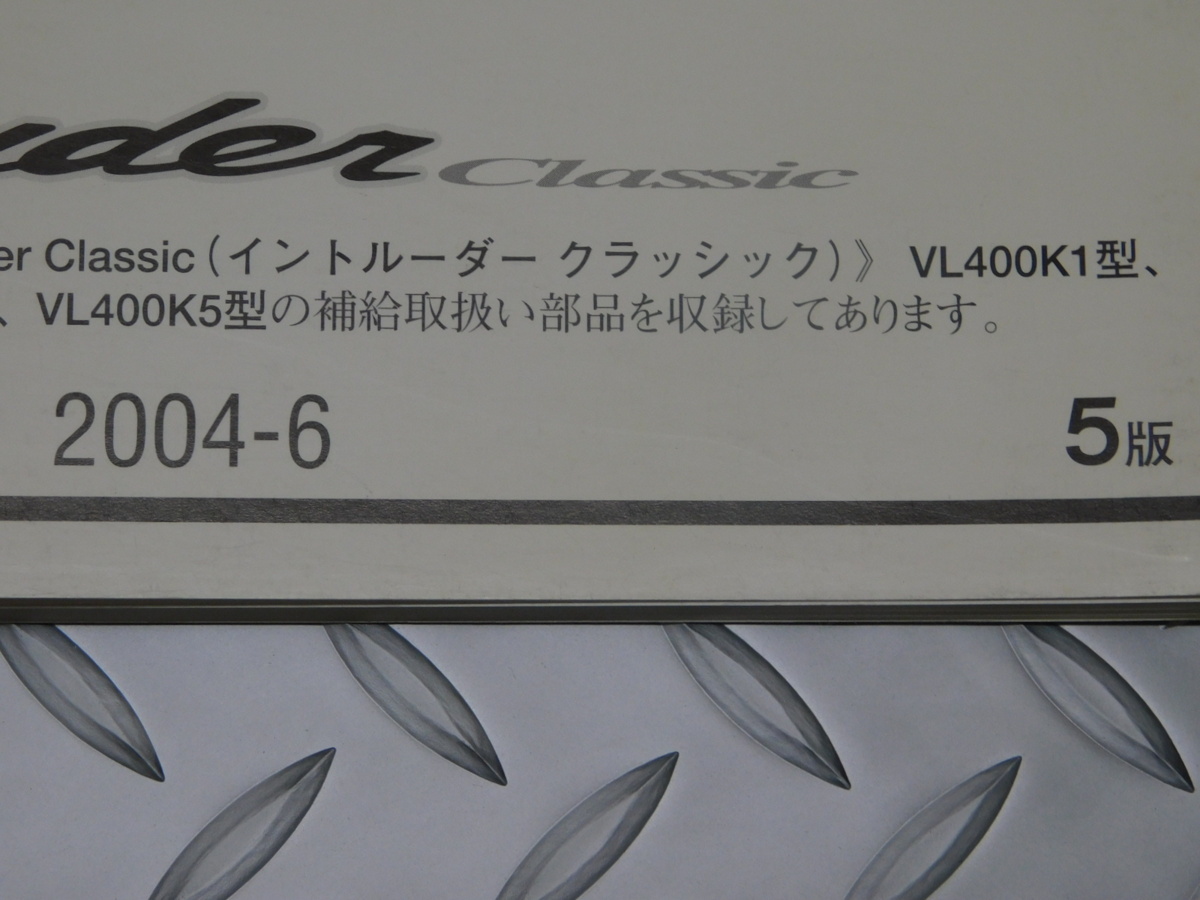 uder Classic
er Classic（イントルーダー クラッシック）》 VL400K1型、
、VL400K5型の補給取扱い部品を収録してあります。
2004-6 5版